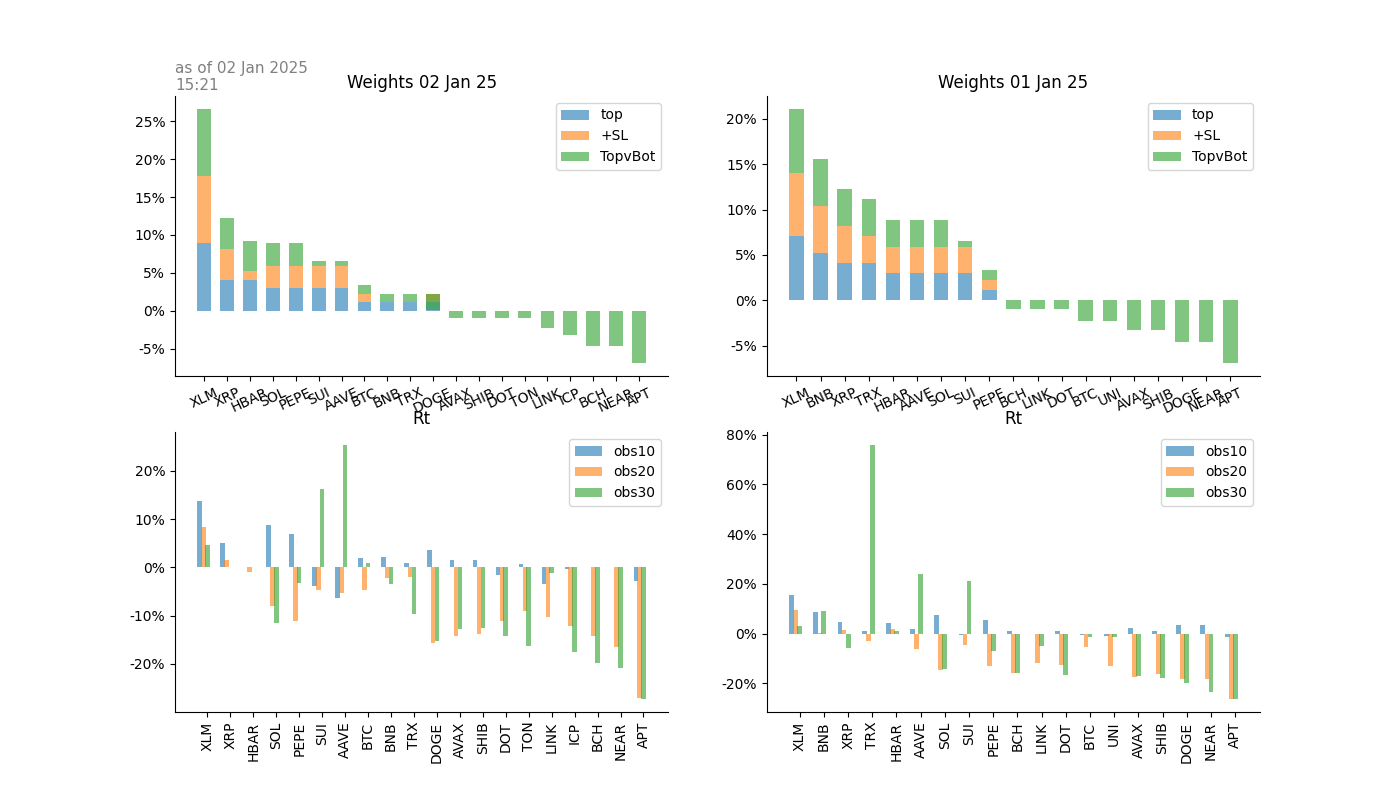 as of 02 Jan 2025
15:21
Weights 02 Jan 25
25%
20%
15%
10%
5%
0%
-5%
top
+SL
TopvBot
XLM XRP HBAR SOL PEPE SUI AAVE BTC BNB TRX DOGE AVAX SHIB DOT TON LINK ICP BCH NEAR APT
Weights 01 Jan 25
20%
15%
10%
5%
0%
-5%
top
+SL
TopvBot
XLM BNB XRP TRX HBAR AAVE SOL SUI PEPE BCH LINK DOT BTC UNI AVAX SHIB DOGE NEAR APT
Rt
20%
10%
0%
-10%
-20%
obs10
obs20
obs30
XLM XRP HBAR SOL PEPE SUI AAVE BTC BNB TRX DOGE AVAX SHIB DOT TON LINK ICP BCH NEAR APT
Rt
80%
60%
40%
20%
0%
-20%
obs10
obs20
obs30
XLM BNB XRP TRX HBAR AAVE SOL SUI PEPE BCH LINK DOT BTC UNI AVAX SHIB DOGE NEAR APT